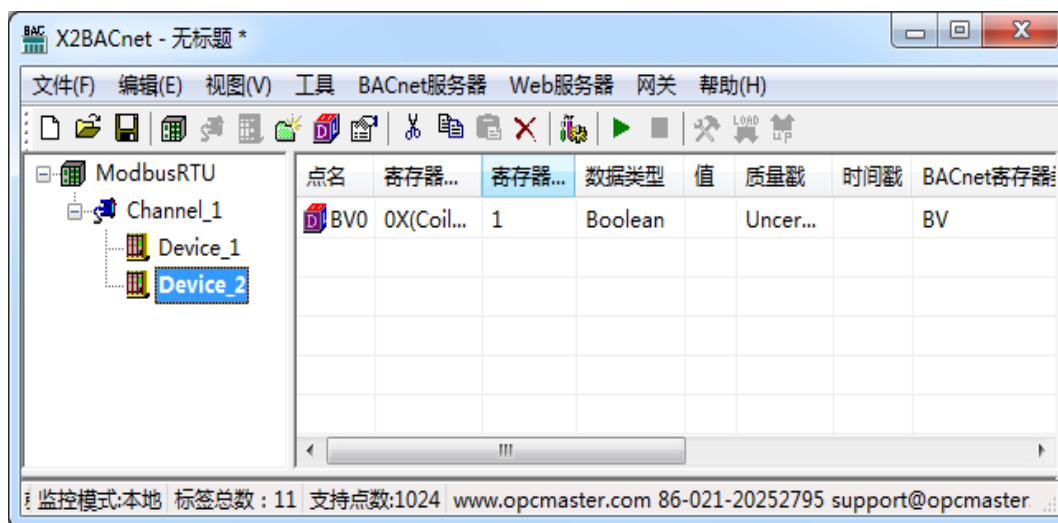 BAC X2BACnet - 无标题 *
文件(F) 编辑(E) 视图(V) 工具 BACnet服务器 Web服务器 网关 帮助(H)
LOAD UP
ModbusRTU
Channel_1
Device_1
Device_2
点名 寄存器... 寄存器... 数据类型 值 质量戳 时间戳 BACnet寄存器
BV0 0X(Coil... 1 Boolean Uncer... BV
监控模式:本地 标签总数：11 支持点数:1024 www.opcmaster.com 86-021-20252795 support@opcmaster